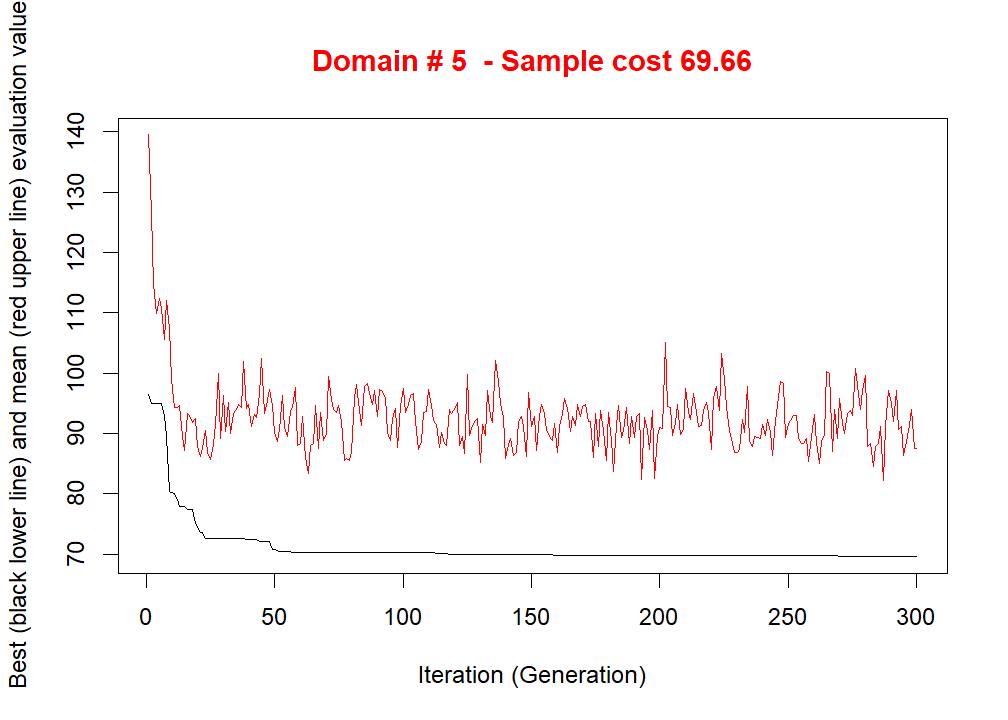 Domain # 5  - Sample cost 69.66
Best (black lower line) and mean (red upper line) evaluation value
140
130
120
110
100
90
80
70
0 50 100 150 200 250 300
Iteration (Generation)